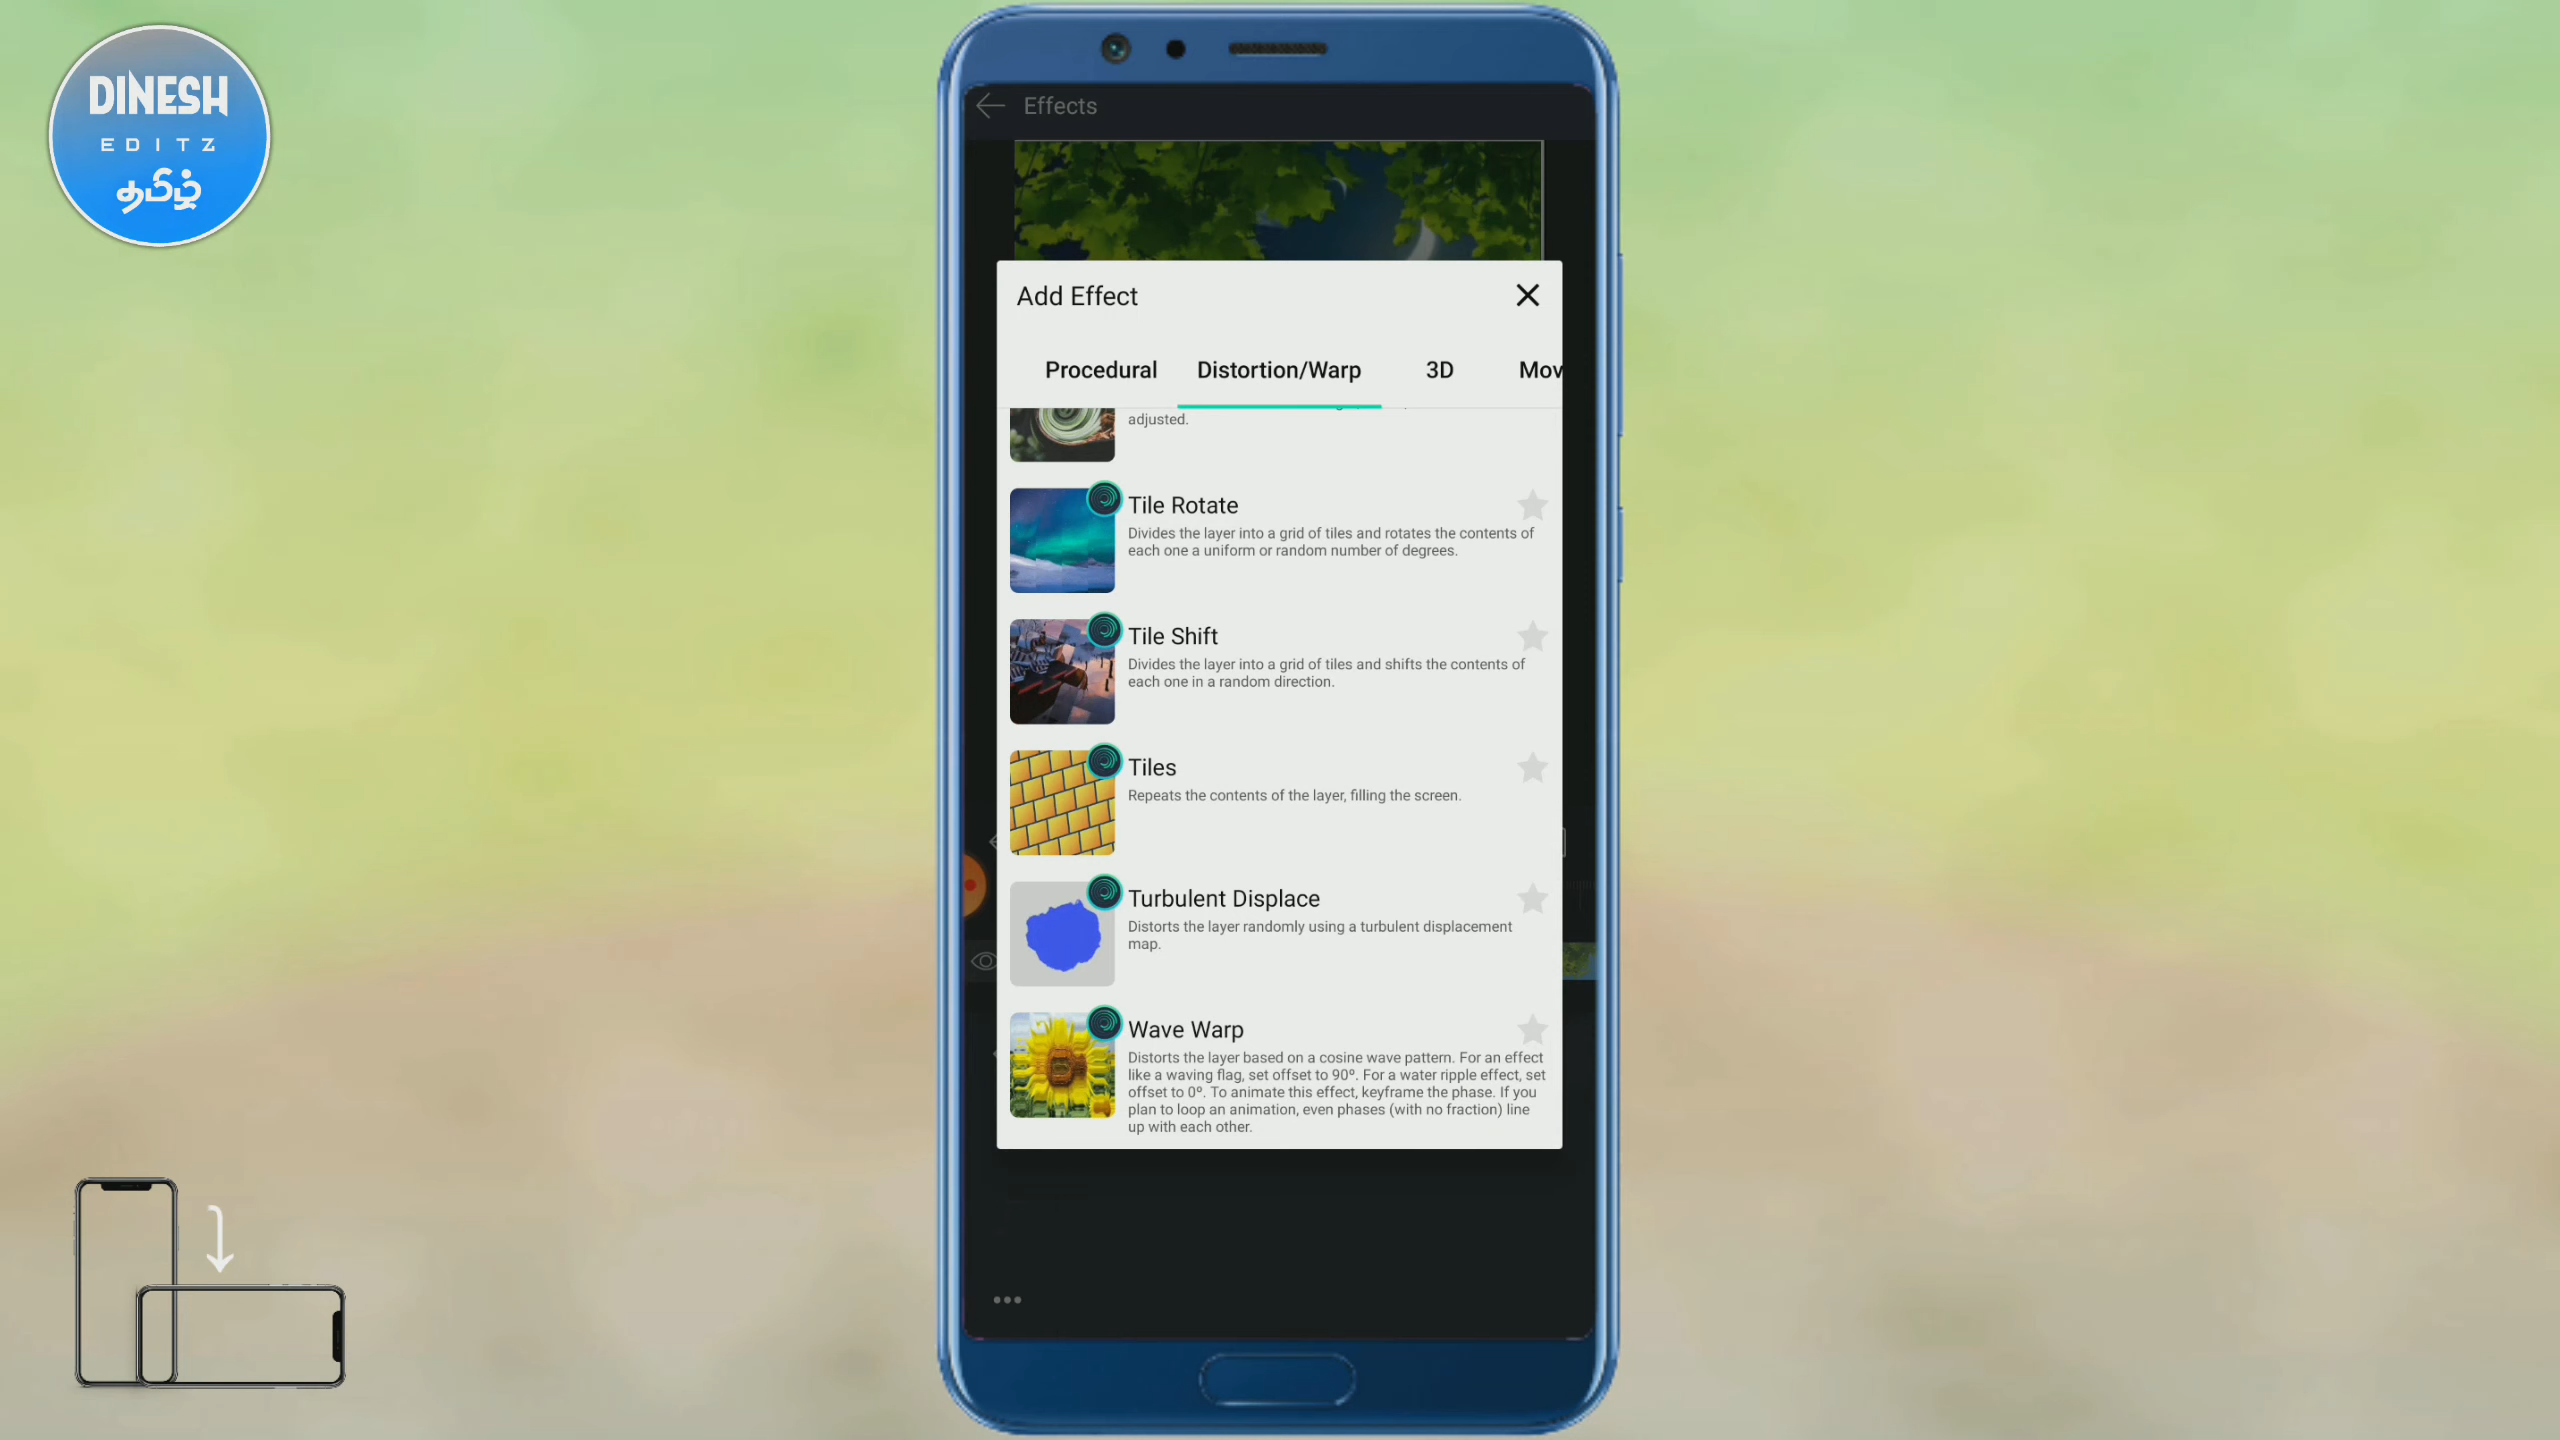 DINESH
EDITZ
தமிழ்
Effects
Add Effect
Procedural Distortion/Warp 3D Mov
adjusted.
Tile Rotate
Divides the layer into a grid of tiles and rotates the contents of
each one a uniform or random number of degrees.
Tile Shift
Divides the layer into a grid of tiles and shifts the contents of
each one in a random direction.
Tiles
Repeats the contents of the layer, filling the screen.
Turbulent Displace
Distorts the layer randomly using a turbulent displacement
map.
Wave Warp
Distorts the layer based on a cosine wave pattern. For an effect
like a waving flag, set offset to 90º. For a water ripple effect, set
offset to 0º. To animate this effect, keyframe the phase. If you
plan to loop an animation, even phases (with no fraction) line
up with each other.